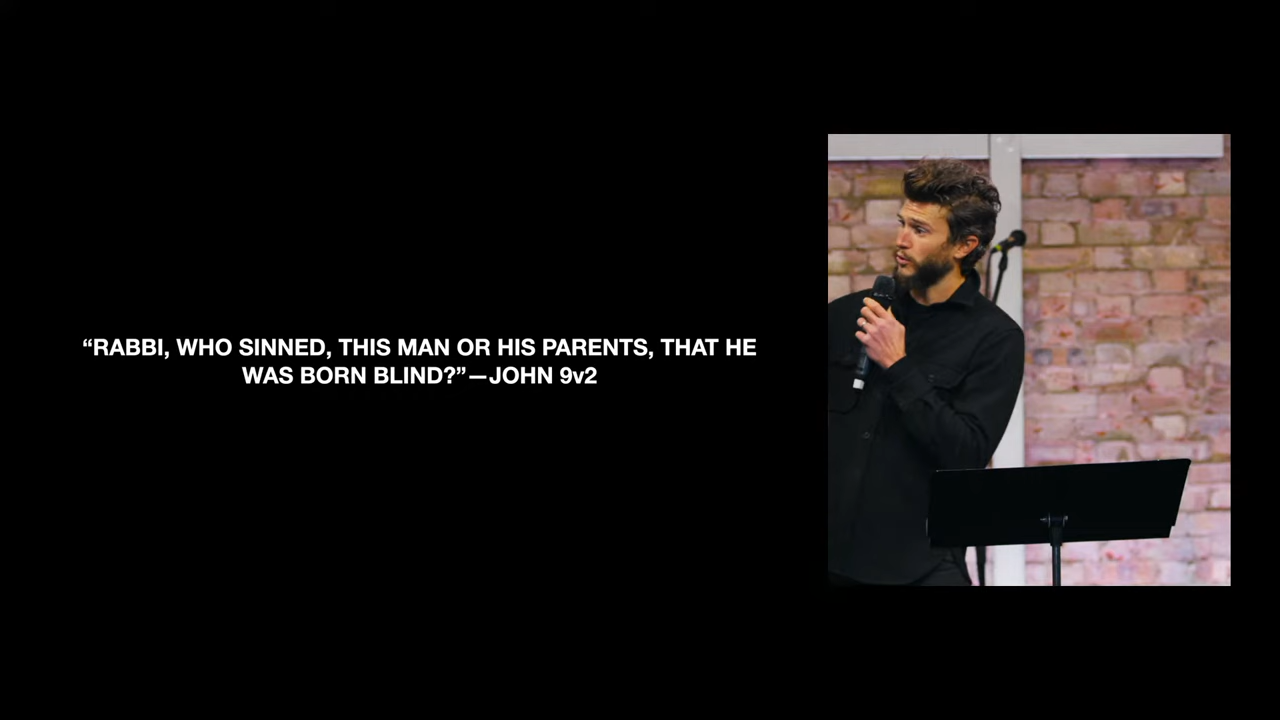 “RABBI, WHO SINNED, THIS MAN OR HIS PARENTS, THAT HE
WAS BORN BLIND?”—JOHN 9v2